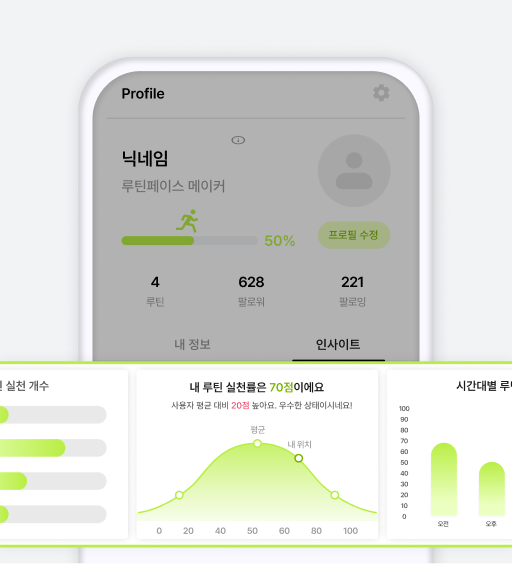 Profile
닉네임
루틴페이스 메이커
50%
프로필 수정
4
628
221
루틴
팔로워
팔로잉
내 정보
인사이트
실천 개수
내 루틴 실천률은 70점이에요
사용자 평균 대비 20점 높아요. 우수한 상태이시네요!
평균
내 위치
0 20 40 50 60 80 100
시간대별 루
100
90
80
70
60
50
40
30
20
10
0
오전
오후